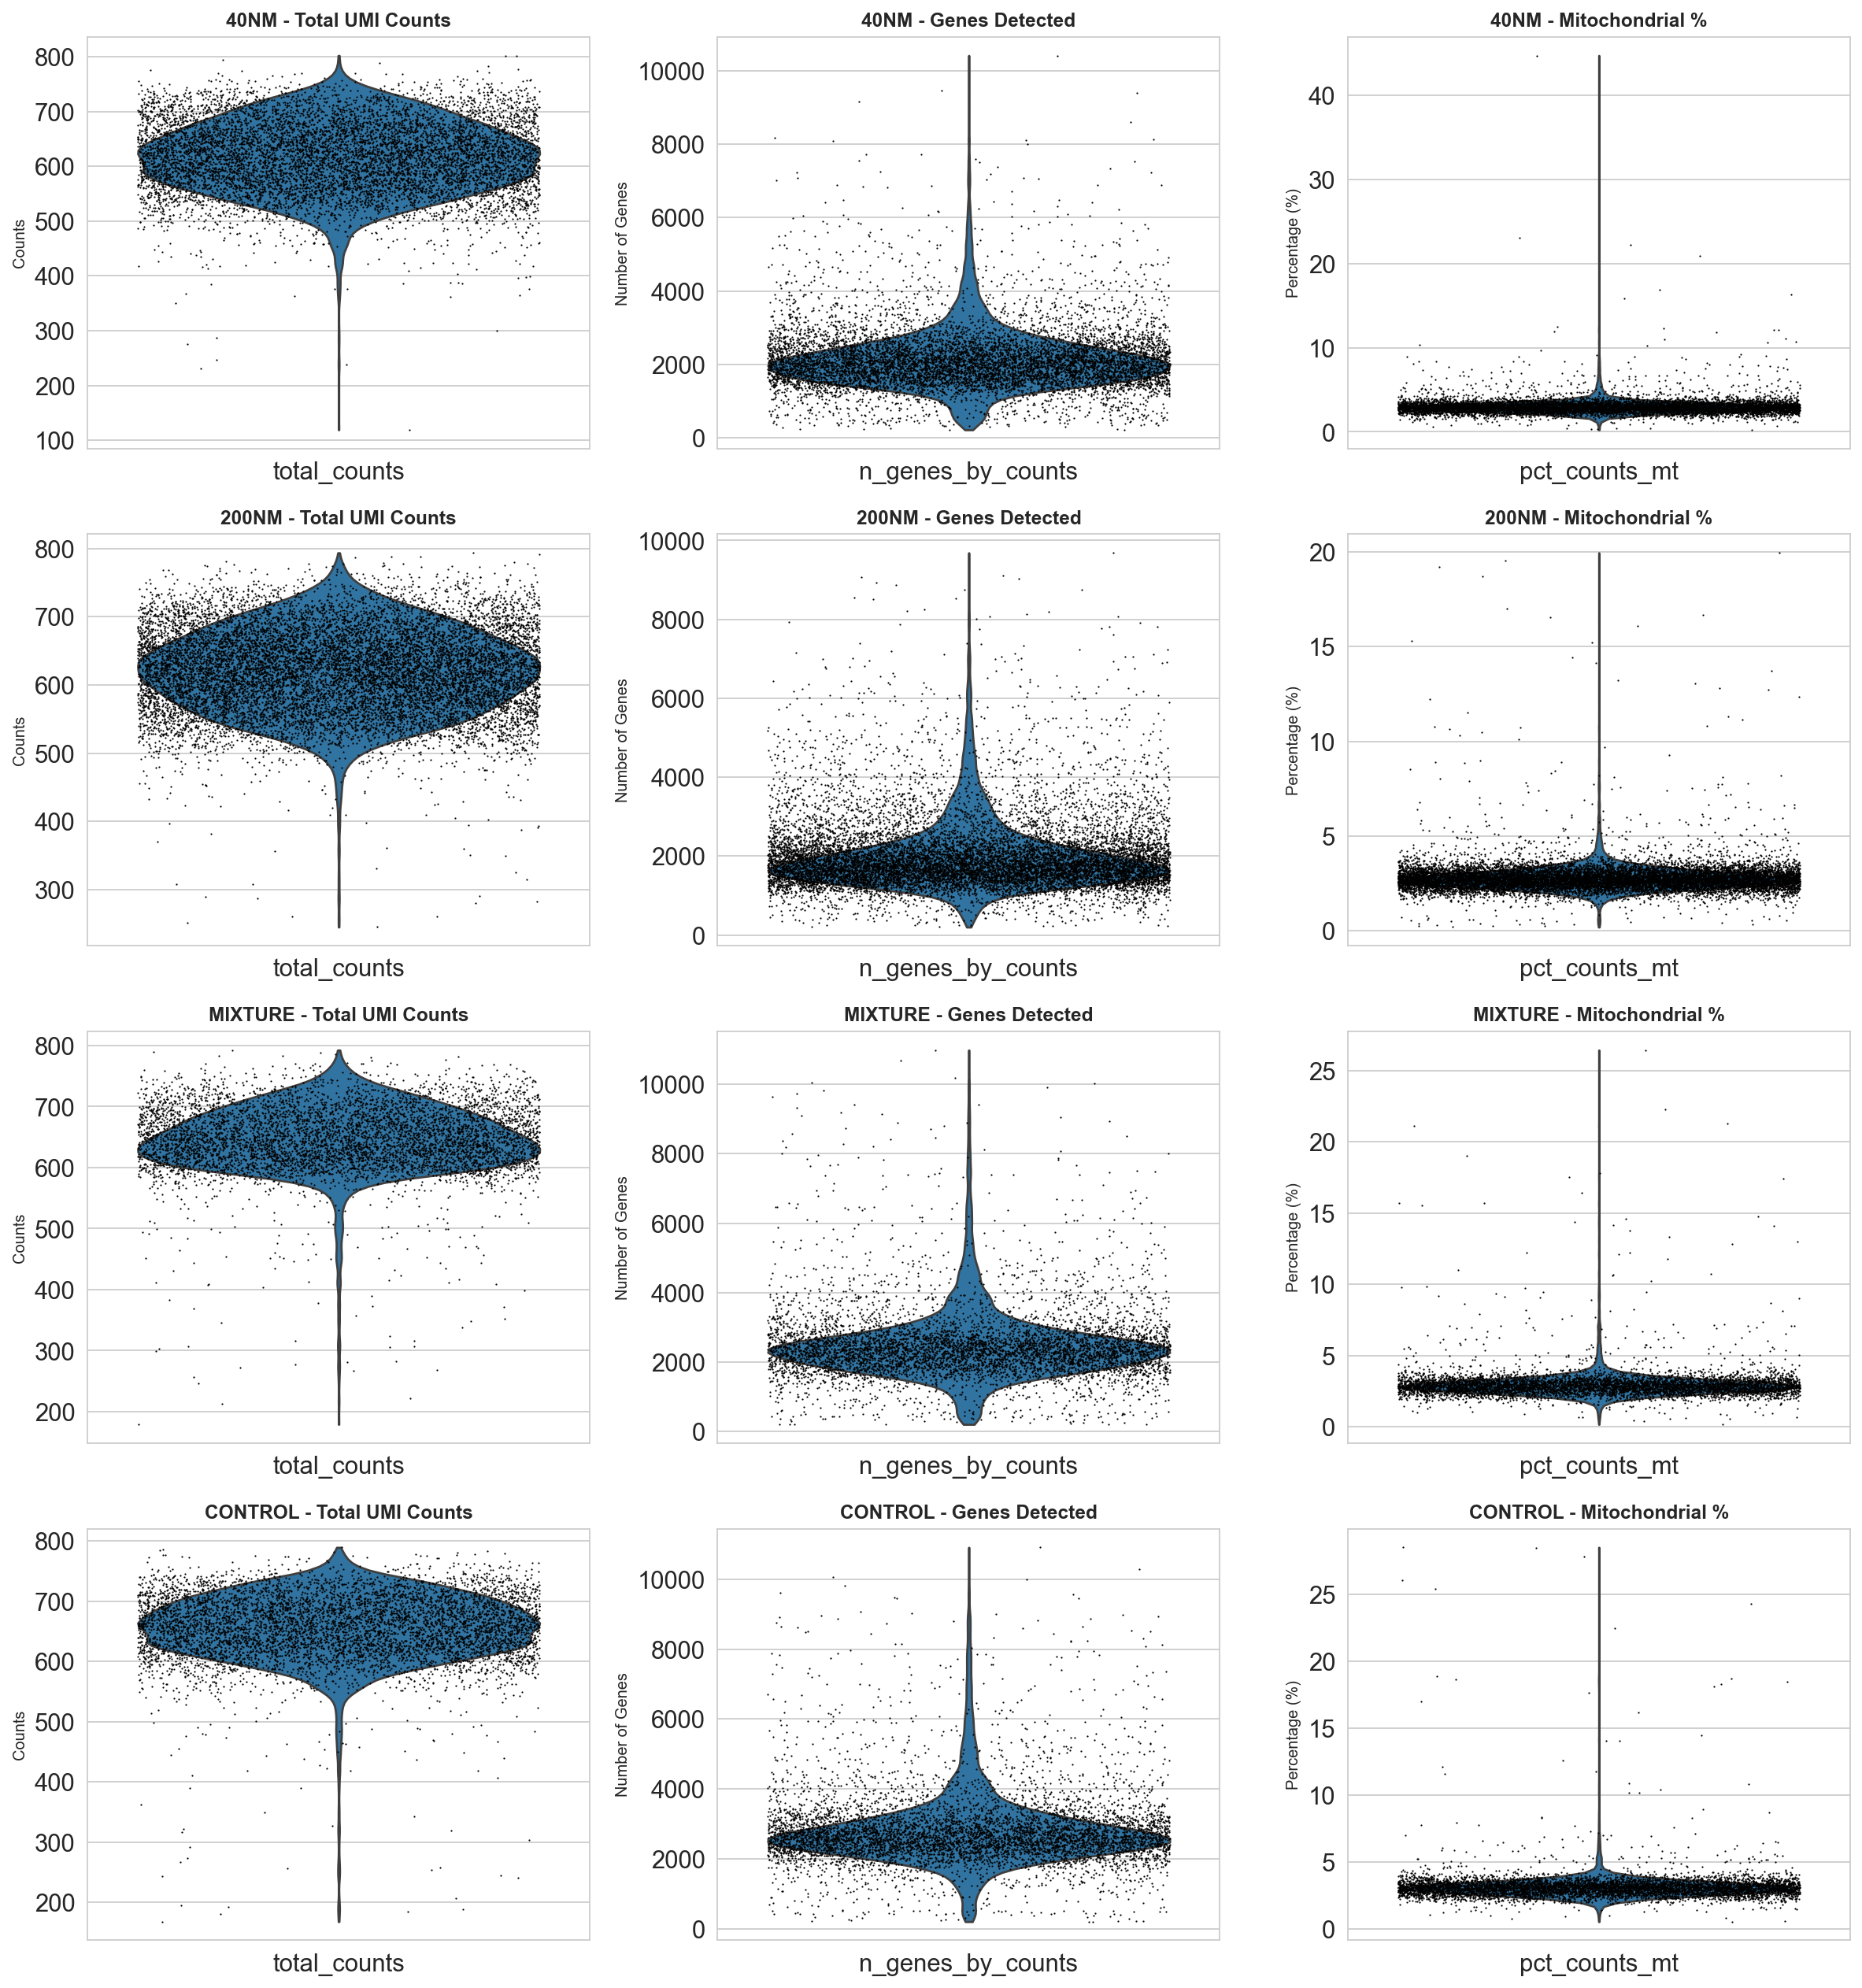 40NM - Total UMI Counts
40NM - Genes Detected
40NM - Mitochondrial %
800
700
600
500
400
300
200
100
Counts
total_counts
10000
8000
6000
4000
2000
0
Number of Genes
n_genes_by_counts
40
30
20
10
0
Percentage (%)
pct_counts_mt
200NM - Total UMI Counts
200NM - Genes Detected
200NM - Mitochondrial %
800
700
600
500
400
300
Counts
total_counts
10000
8000
6000
4000
2000
0
Number of Genes
n_genes_by_counts
20
15
10
5
0
Percentage (%)
pct_counts_mt
MIXTURE - Total UMI Counts
MIXTURE - Genes Detected
MIXTURE - Mitochondrial %
800
700
600
500
400
300
200
Counts
total_counts
10000
8000
6000
4000
2000
0
Number of Genes
n_genes_by_counts
25
20
15
10
5
0
Percentage (%)
pct_counts_mt
CONTROL - Total UMI Counts
CONTROL - Genes Detected
CONTROL - Mitochondrial %
800
700
600
500
400
300
200
Counts
total_counts
10000
8000
6000
4000
2000
0
Number of Genes
n_genes_by_counts
25
20
15
10
5
0
Percentage (%)
pct_counts_mt